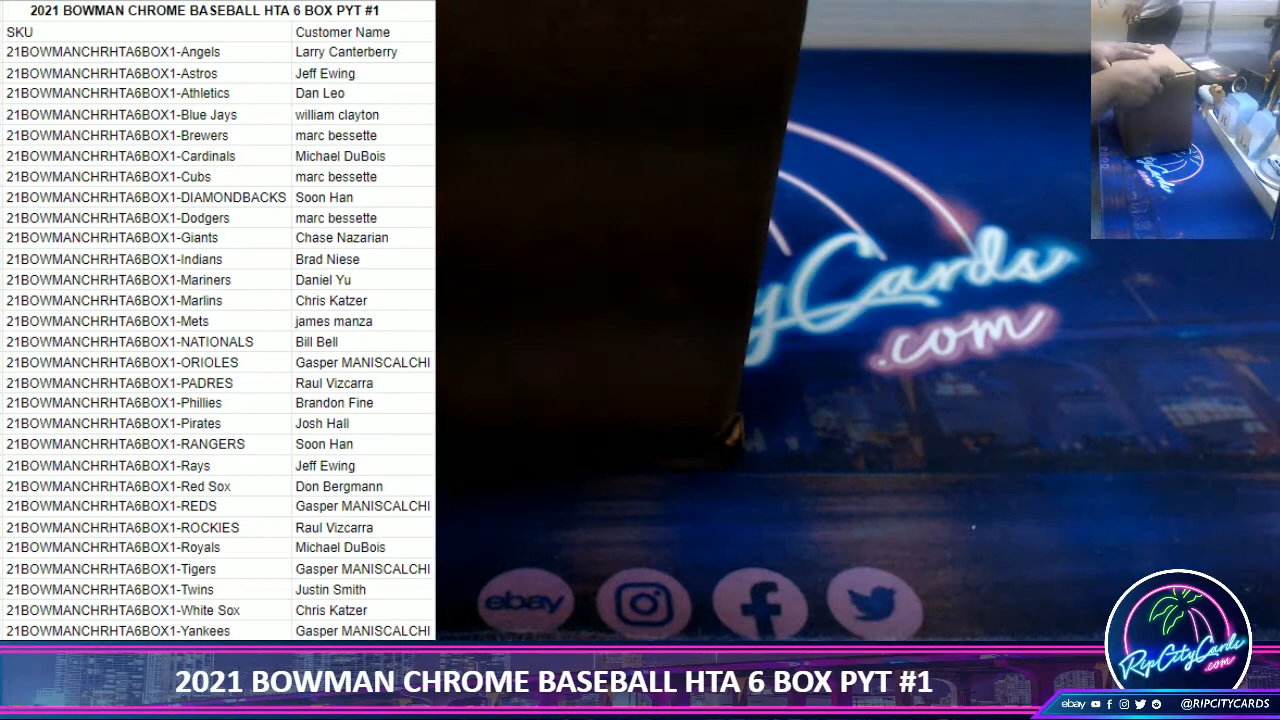 2021 BOWMAN CHROME BASEBALL HTA 6 BOX PYT #1
SKU Customer Name
21BOWMANCHRHTA6BOX1-Angels Larry Canterberry
21BOWMANCHRHTA6BOX1-Astros Jeff Ewing
21BOWMANCHRHTA6BOX1-Athletics Dan Leo
21BOWMANCHRHTA6BOX1-Blue Jays william clayton
21BOWMANCHRHTA6BOX1-Brewers marc bessette
21BOWMANCHRHTA6BOX1-Cardinals Michael DuBois
21BOWMANCHRHTA6BOX1-Cubs marc bessette
21BOWMANCHRHTA6BOX1-DIAMONDBACKS Soon Han
21BOWMANCHRHTA6BOX1-Dodgers marc bessette
21BOWMANCHRHTA6BOX1-Giants Chase Nazarian
21BOWMANCHRHTA6BOX1-Indians Brad Niese
21BOWMANCHRHTA6BOX1-Mariners Daniel Yu
21BOWMANCHRHTA6BOX1-Marlins Chris Katzer
21BOWMANCHRHTA6BOX1-Mets james manza
21BOWMANCHRHTA6BOX1-NATIONALS Bill Bell
21BOWMANCHRHTA6BOX1-ORIOLES Gasper MANISCALCHI
21BOWMANCHRHTA6BOX1-PADRES Raul Vizcarra
21BOWMANCHRHTA6BOX1-Phillies Brandon Fine
21BOWMANCHRHTA6BOX1-Pirates Josh Hall
21BOWMANCHRHTA6BOX1-RANGERS Soon Han
21BOWMANCHRHTA6BOX1-Rays Jeff Ewing
21BOWMANCHRHTA6BOX1-Red Sox Don Bergmann
21BOWMANCHRHTA6BOX1-REDS Gasper MANISCALCHI
21BOWMANCHRHTA6BOX1-ROCKIES Raul Vizcarra
21BOWMANCHRHTA6BOX1-Royals Michael DuBois
21BOWMANCHRHTA6BOX1-Tigers Gasper MANISCALCHI
21BOWMANCHRHTA6BOX1-Twins Justin Smith
21BOWMANCHRHTA6BOX1-White Sox Chris Katzer
21BOWMANCHRHTA6BOX1-Yankees Gasper MANISCALCHI
yCards
.com
ebay
RipCityCards
.com
2021 BOWMAN CHROME BASEBALL HTA 6 BOX PYT #1
ebay @RIPCITYCARDS